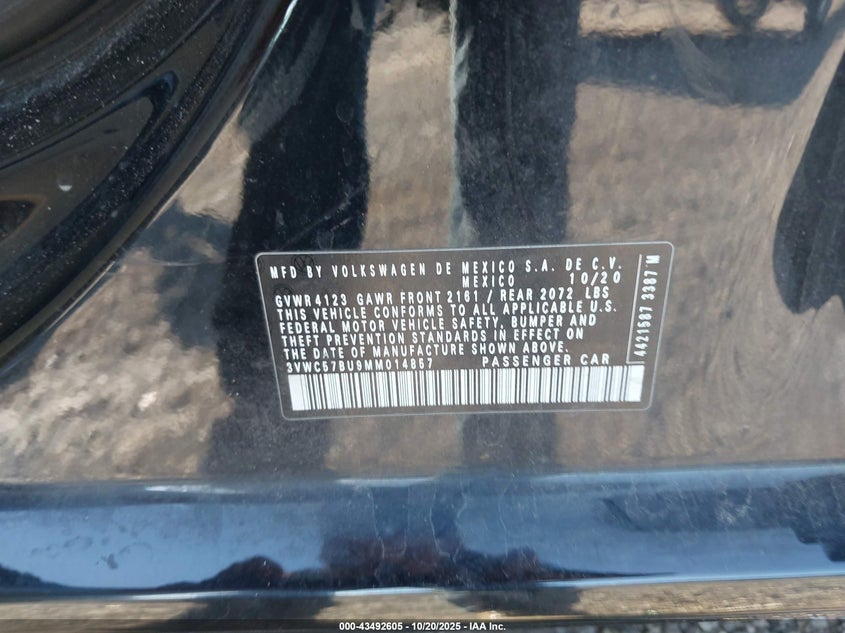 MFD BY VOLKSWAGEN DE MEXICO S.A. DE C.V.
MEXICO 10/20
GVWR 4123 GAWR FRONT 2161 / REAR 2072 LBS
THIS VEHICLE CONFORMS TO ALL APPLICABLE U.S.
FEDERAL MOTOR VEHICLE SAFETY, BUMPER AND
THEFT PREVENTION STANDARDS IN EFFECT ON
THE DATE OF MANUFACTURE SHOWN ABOVE.
3VWC57BU9MM014867 PASSENGER CAR
4421587 3387 M
000-43492605 - 10/20/2025 - IAA Inc.